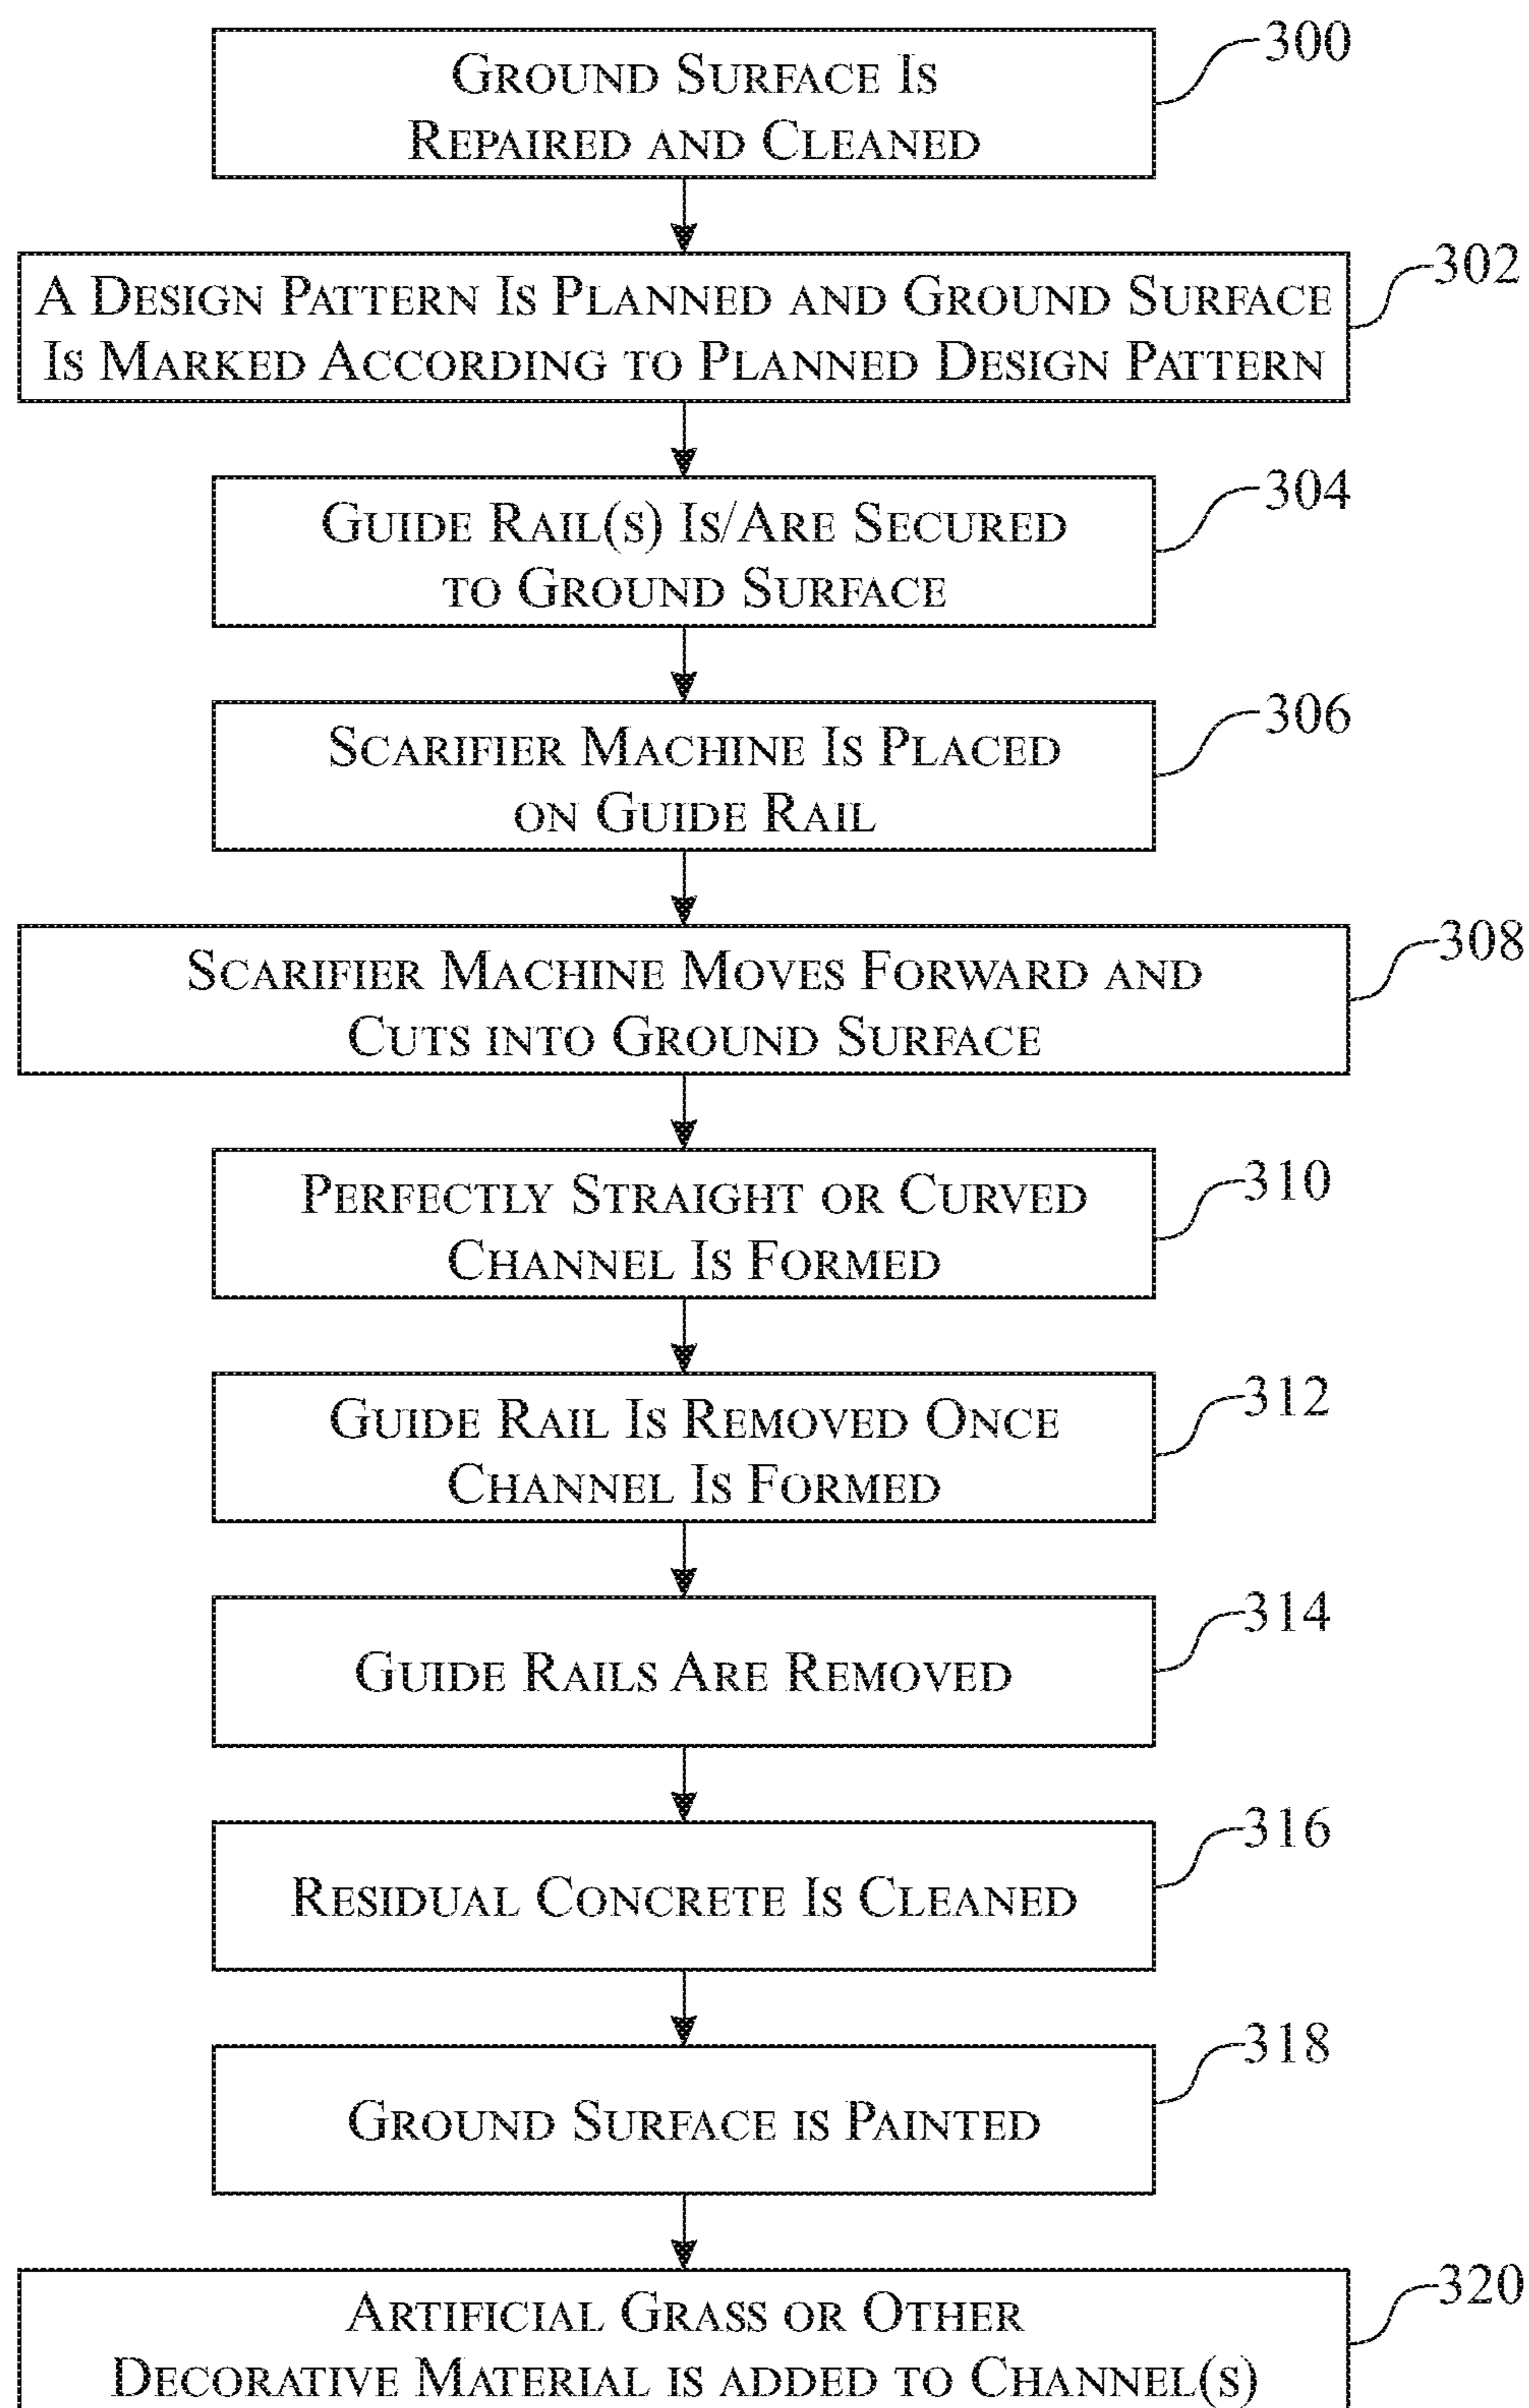 GROUND SURFACE IS
REPAIRED AND CLEANED
300
A DESIGN PATTERN IS PLANNED AND GROUND SURFACE
IS MARKED ACCORDING TO PLANNED DESIGN PATTERN
302
GUIDE RAIL(S) IS/ARE SECURED
TO GROUND SURFACE
304
SCARIFIER MACHINE IS PLACED
ON GUIDE RAIL
306
SCARIFIER MACHINE MOVES FORWARD AND
CUTS INTO GROUND SURFACE
308
PERFECTLY STRAIGHT OR CURVED
CHANNEL IS FORMED
310
GUIDE RAIL IS REMOVED ONCE
CHANNEL IS FORMED
312
GUIDE RAILS ARE REMOVED
314
RESIDUAL CONCRETE IS CLEANED
316
GROUND SURFACE IS PAINTED
318
ARTIFICIAL GRASS OR OTHER
DECORATIVE MATERIAL IS ADDED TO CHANNEL(S)
320